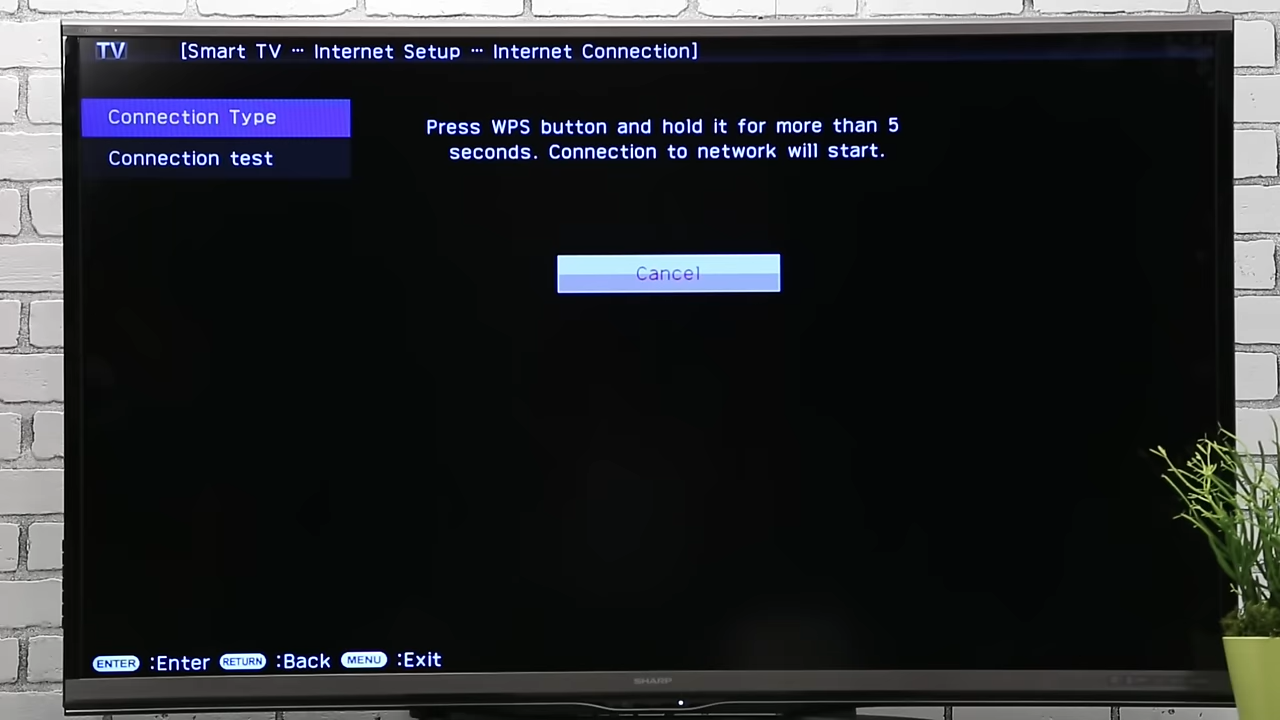 TV [Smart TV ··· Internet Setup ··· Internet Connection]
Connection Type
Connection test
Press WPS button and hold it for more than 5
seconds. Connection to network will start.
Cancel
ENTER :Enter RETURN :Back MENU :Exit
SHARP